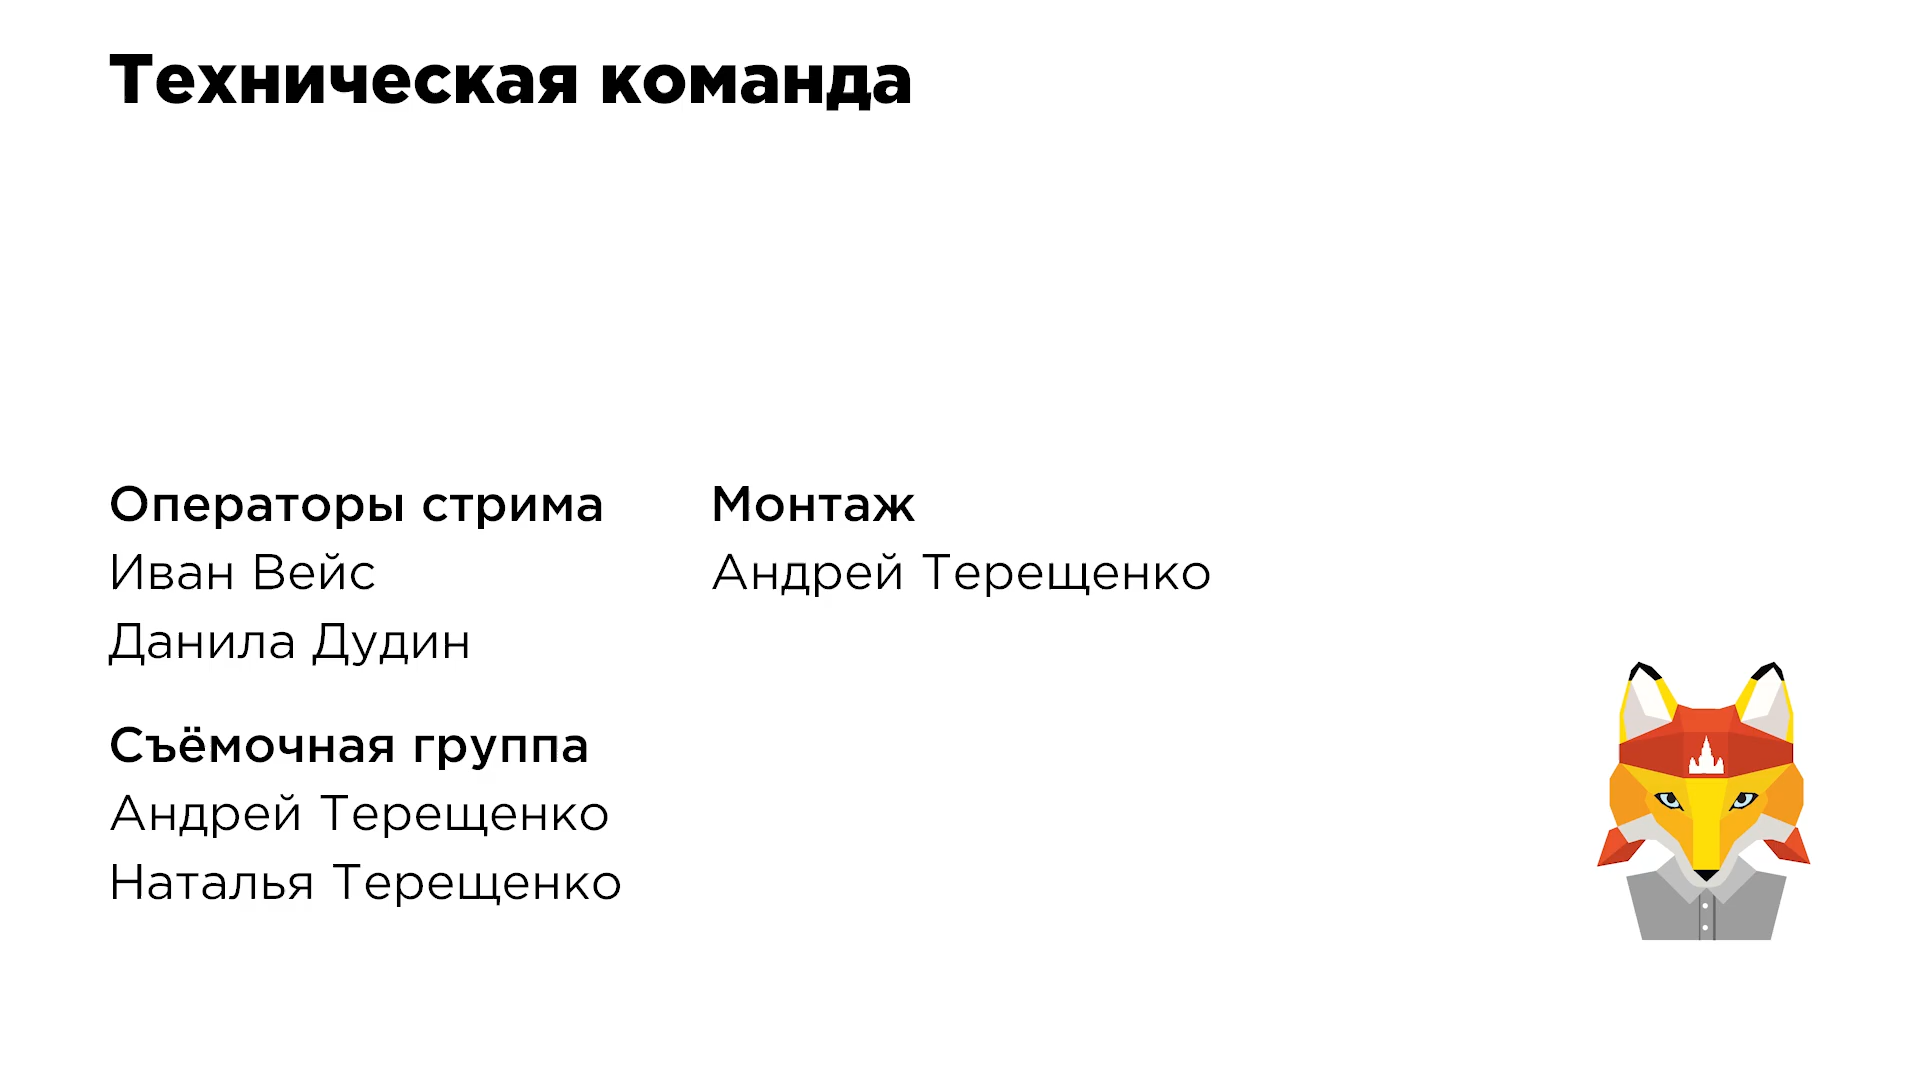 Техническая команда
Операторы стрима
Иван Вейс
Данила Дудин
Съёмочная группа
Андрей Терещенко
Наталья Терещенко
Монтаж
Андрей Терещенко